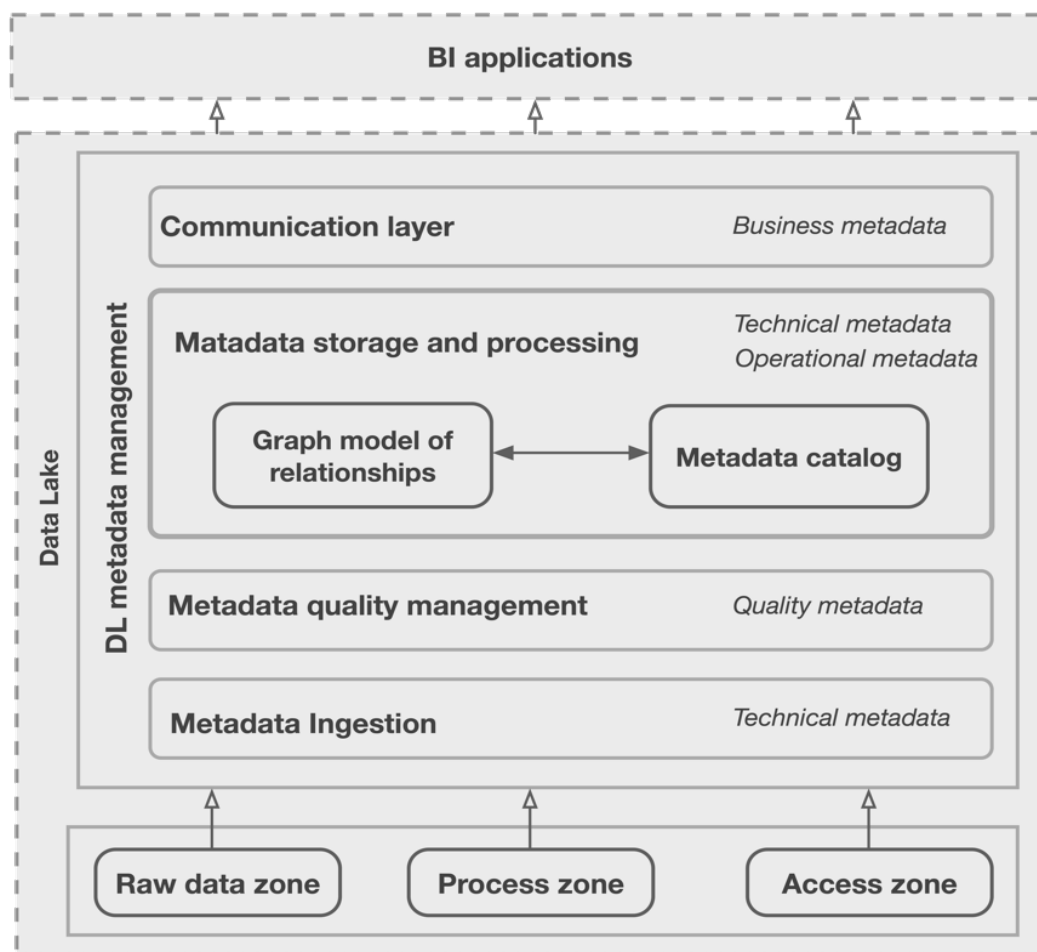 BI applications
Communication layer
Business metadata
Matadata storage and processing
Technical metadata
Operational metadata
Graph model of
relationships
Metadata catalog
Metadata quality management
Quality metadata
Metadata Ingestion
Technical metadata
DL metadata management
Data Lake
Raw data zone
Process zone
Access zone